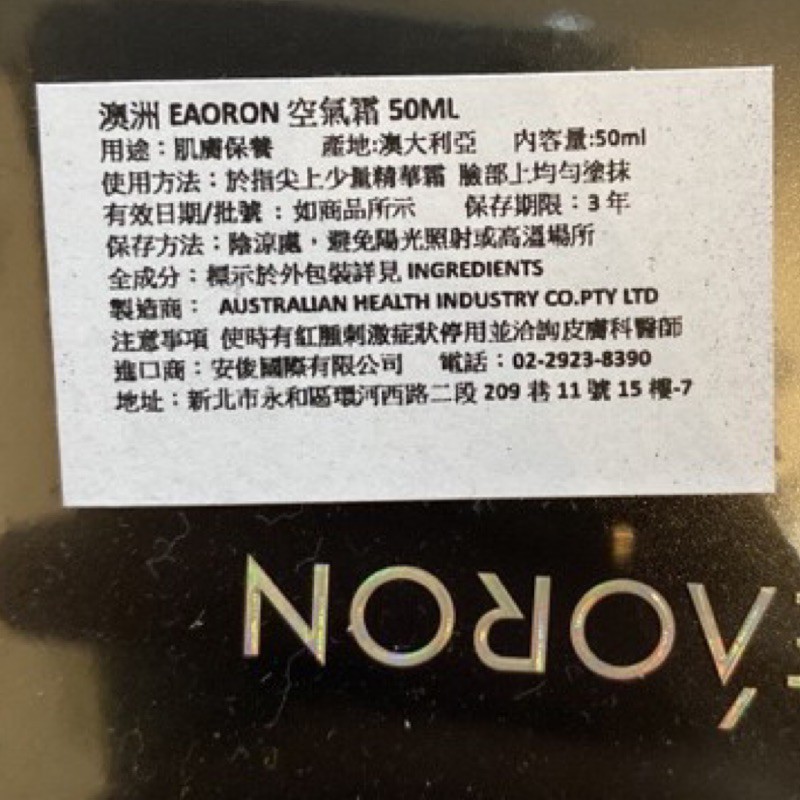 澳洲 EAORON 空氣霜 50ML
用途：肌膚保養 產地:澳大利亞 內容量:50ml
使用方法：於指尖上少量精華霜 臉部上均勻塗抹
有效日期/批號：如商品所示 保存期限：3 年
保存方法：陰涼處，避免陽光照射或高溫場所
全成分：標示於外包裝詳見 INGREDIENTS
製造商： AUSTRALIAN HEALTH INDUSTRY CO.PTY LTD
注意事項 使時有紅腫刺激症狀停用並洽詢皮膚科醫師
進口商：安俊國際有限公司 電話：02-2923-8390
地址：新北市永和區環河西路二段 209 巷 11 號 15 樓-7
ÉAORON